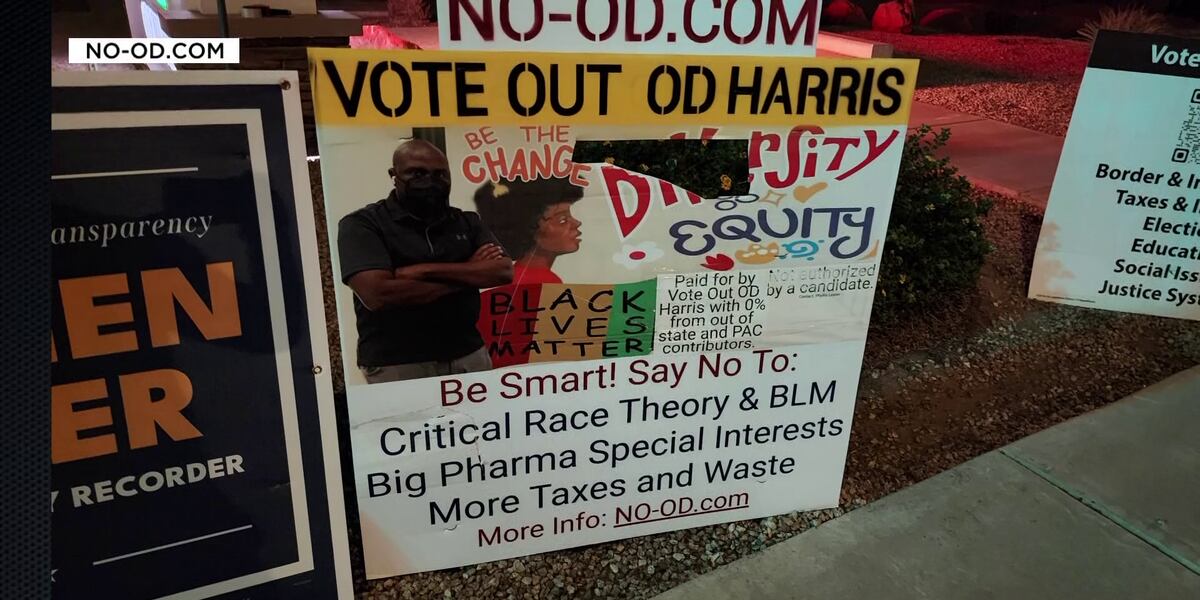 NO-OD.COM
NO-OD.COM
VOTE OUT OD HARRIS
BE THE
CHANGE
EQUITY
BLACK
LIVES
MATTER
Paid for by
Vote Out OD
Harris with 0%
from out of
state and PAC
contributors.
Not authorized
by a candidate.
Be Smart! Say No To:
Critical Race Theory & BLM
Big Pharma Special Interests
More Taxes and Waste
More Info: NO-OD.com
ansparency
EN
ER
RECORDER
Vote
Border & I
Taxes &
Electi
Educat
Social Iss
Justice Sys